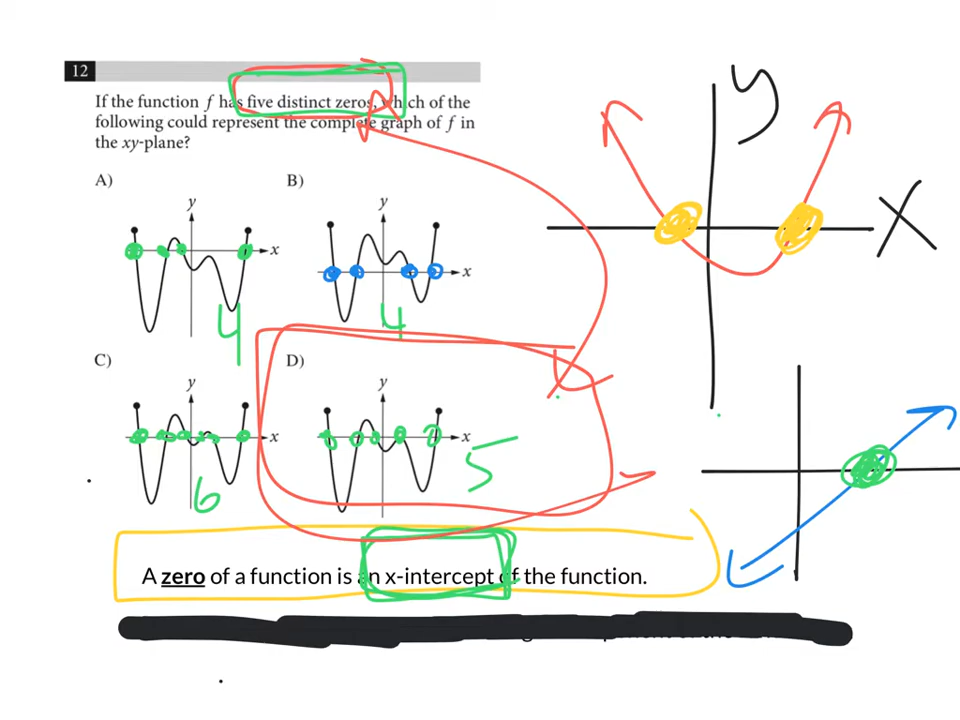 12
If the function f has five distinct zeros, which of the
following could represent the complete graph of f in
the xy-plane?
A)
B)
y
x
y
x
4
4
C)
D)
y
x
y
x
6
5
A zero of a function is an x-intercept of the function.
y
X